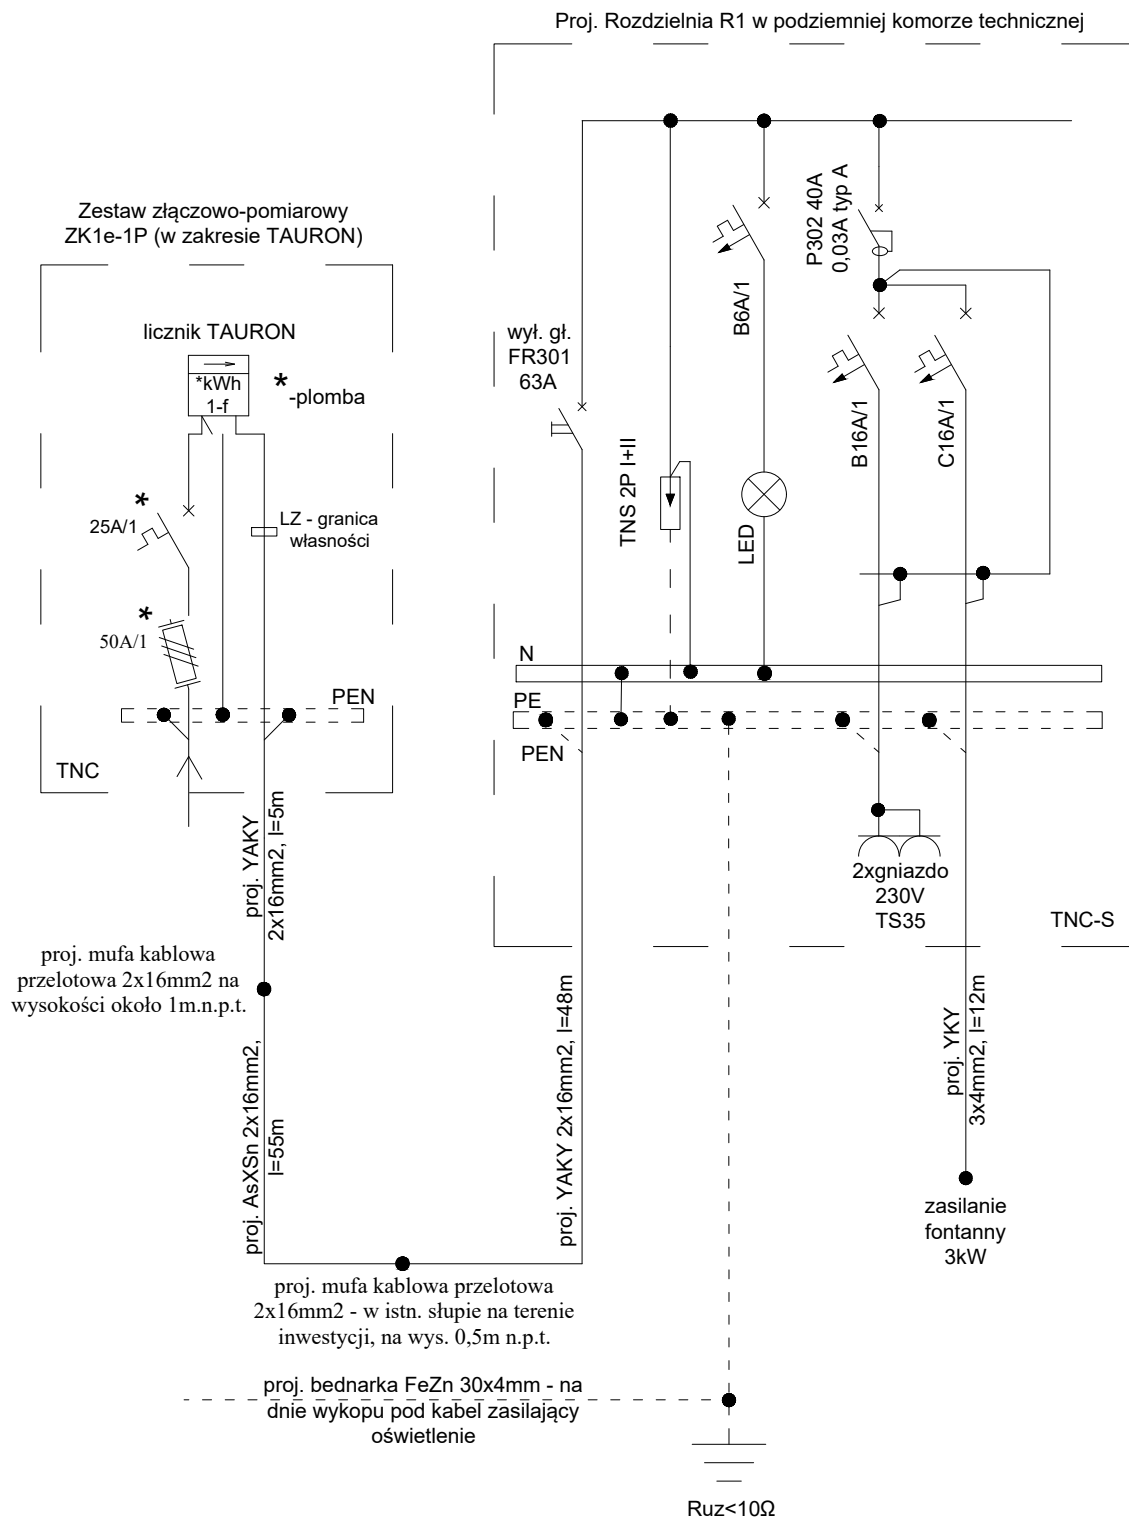 Proj. Rozdzielnia R1 w podziemniej komorze technicznej
Zestaw złączowo-pomiarowy
ZK1e-1P (w zakresie TAURON)
licznik TAURON
*kWh
1-f
*
-plomba
*
25A/1
LZ - granica
własności
*
50A/1
PEN
TNC
wył. gł.
FR301
63A
TNS 2P I+II
B6A/1
LED
P302 40A
0,03A typ A
B16A/1
C16A/1
N
PE
PEN
2xgniazdo
230V
TS35
TNC-S
proj. YAKY
2x16mm2, l=5m
proj. mufa kablowa
przelotowa 2x16mm2 na
wysokości około 1m.n.p.t.
proj. AsXSn 2x16mm2,
l=55m
proj. YAKY 2x16mm2, l=48m
proj. YKY
3x4mm2, l=12m
zasilanie
fontanny
3kW
proj. mufa kablowa przelotowa
2x16mm2 - w istn. słupie na terenie
inwestycji, na wys. 0,5m n.p.t.
proj. bednarka FeZn 30x4mm - na
dnie wykopu pod kabel zasilający
oświetlenie
Ruz<10Ω